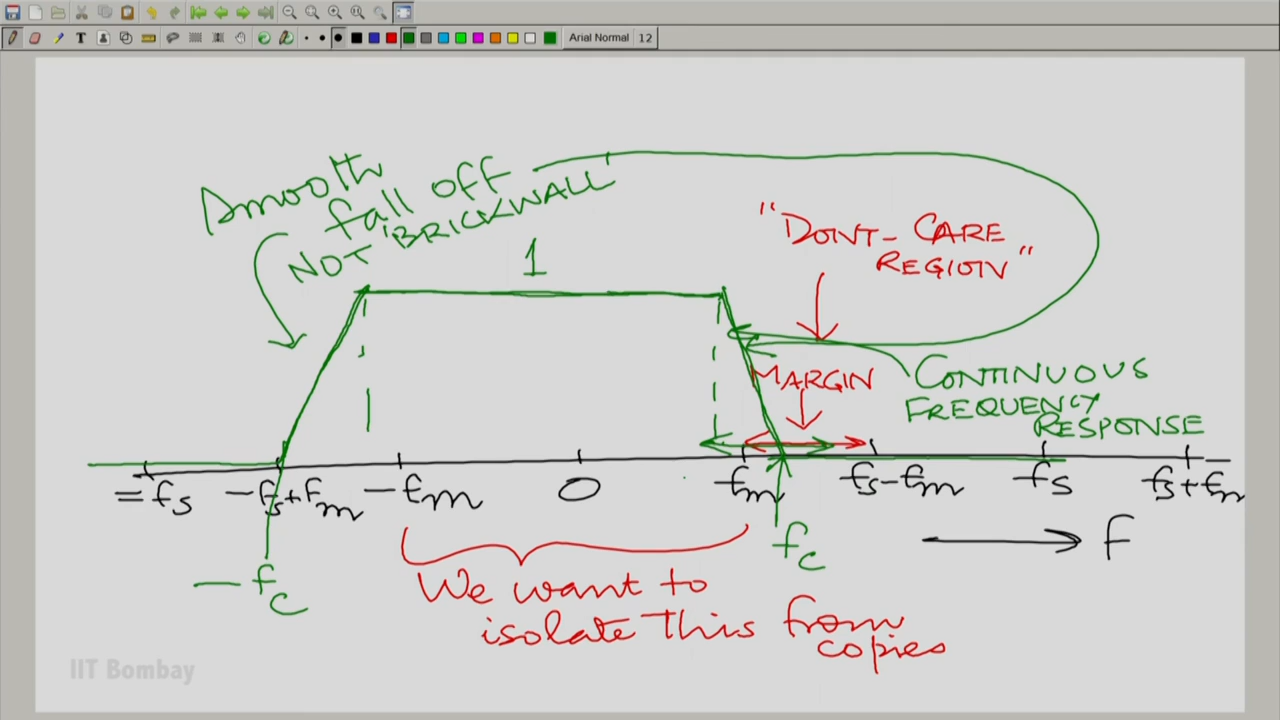 Arial Normal 12
Smooth
fall off
NOT 'BRICKWALL'
1
"DONT-CARE
REGION"
MARGIN
CONTINUOUS
FREQUENCY
RESPONSE
=fs -fs+fm -fm 0 fm fs-fm fs fs+fm
-fc
fc
f
We want to
isolate this from
copies
IIT Bombay